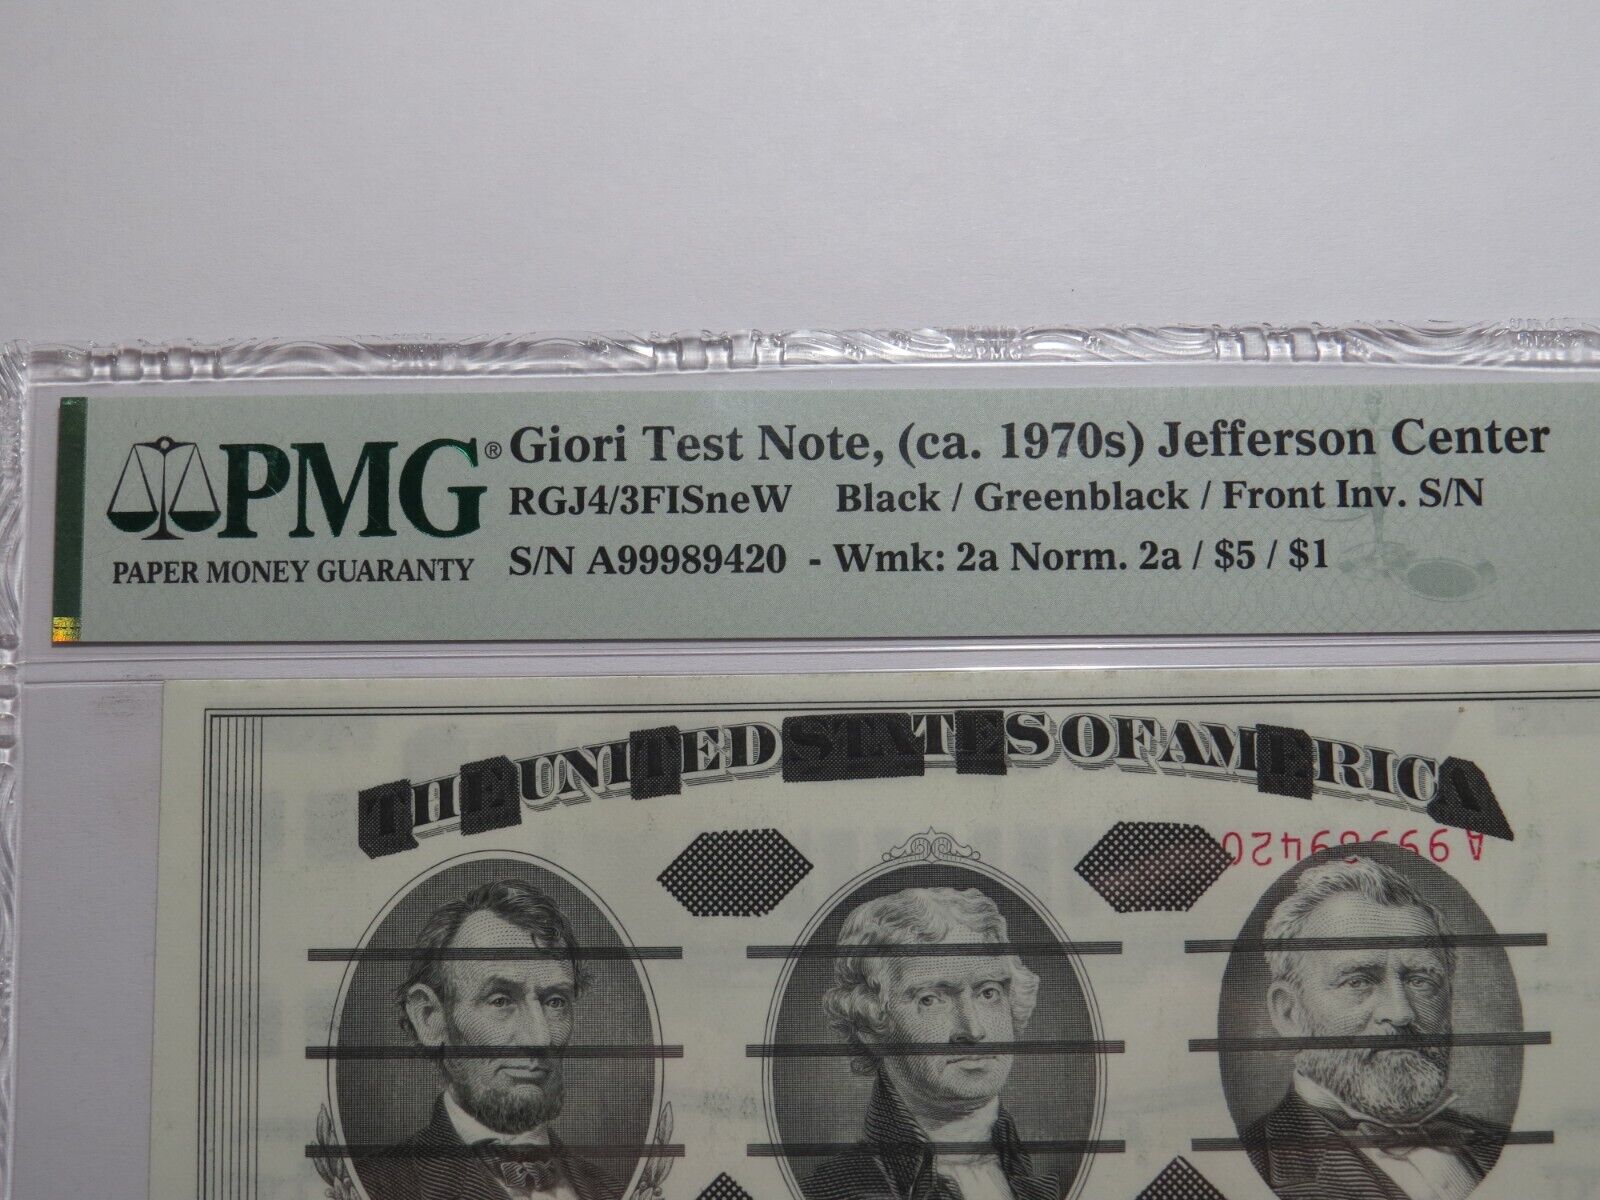 PMG
PMG®
PAPER MONEY GUARANTY
Giori Test Note, (ca. 1970s) Jefferson Center
RGJ4/3FISneW Black / Greenblack / Front Inv. S/N
S/N A99989420 - Wmk: 2a Norm. 2a / $5 / $1
THE UNITED STATES OF AMERICA
A99989420